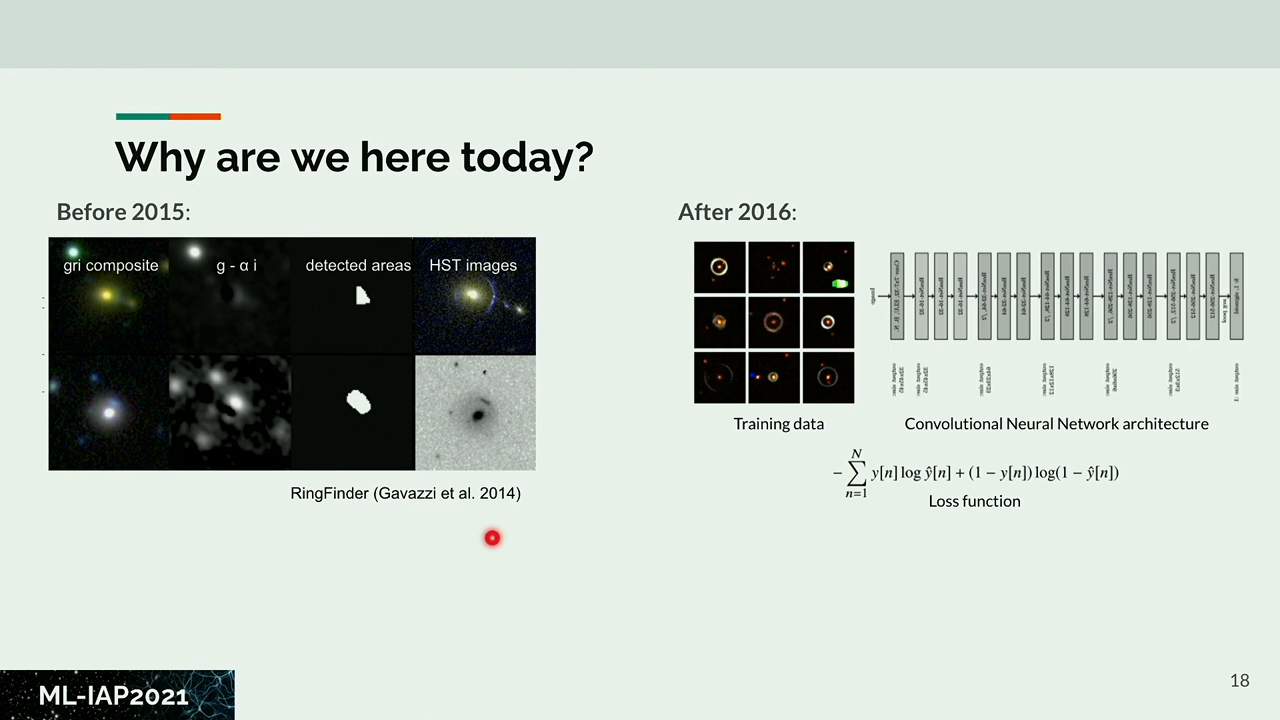 Why are we here today?
Before 2015:
gri composite
g - α i
detected areas
HST images
RingFinder (Gavazzi et al. 2014)
After 2016:
Training data
Convolutional Neural Network architecture
− ∑ y[n] log ŷ[n] + (1 − y[n]) log(1 − ŷ[n])
N
n=1
Loss function
ML-IAP2021
18